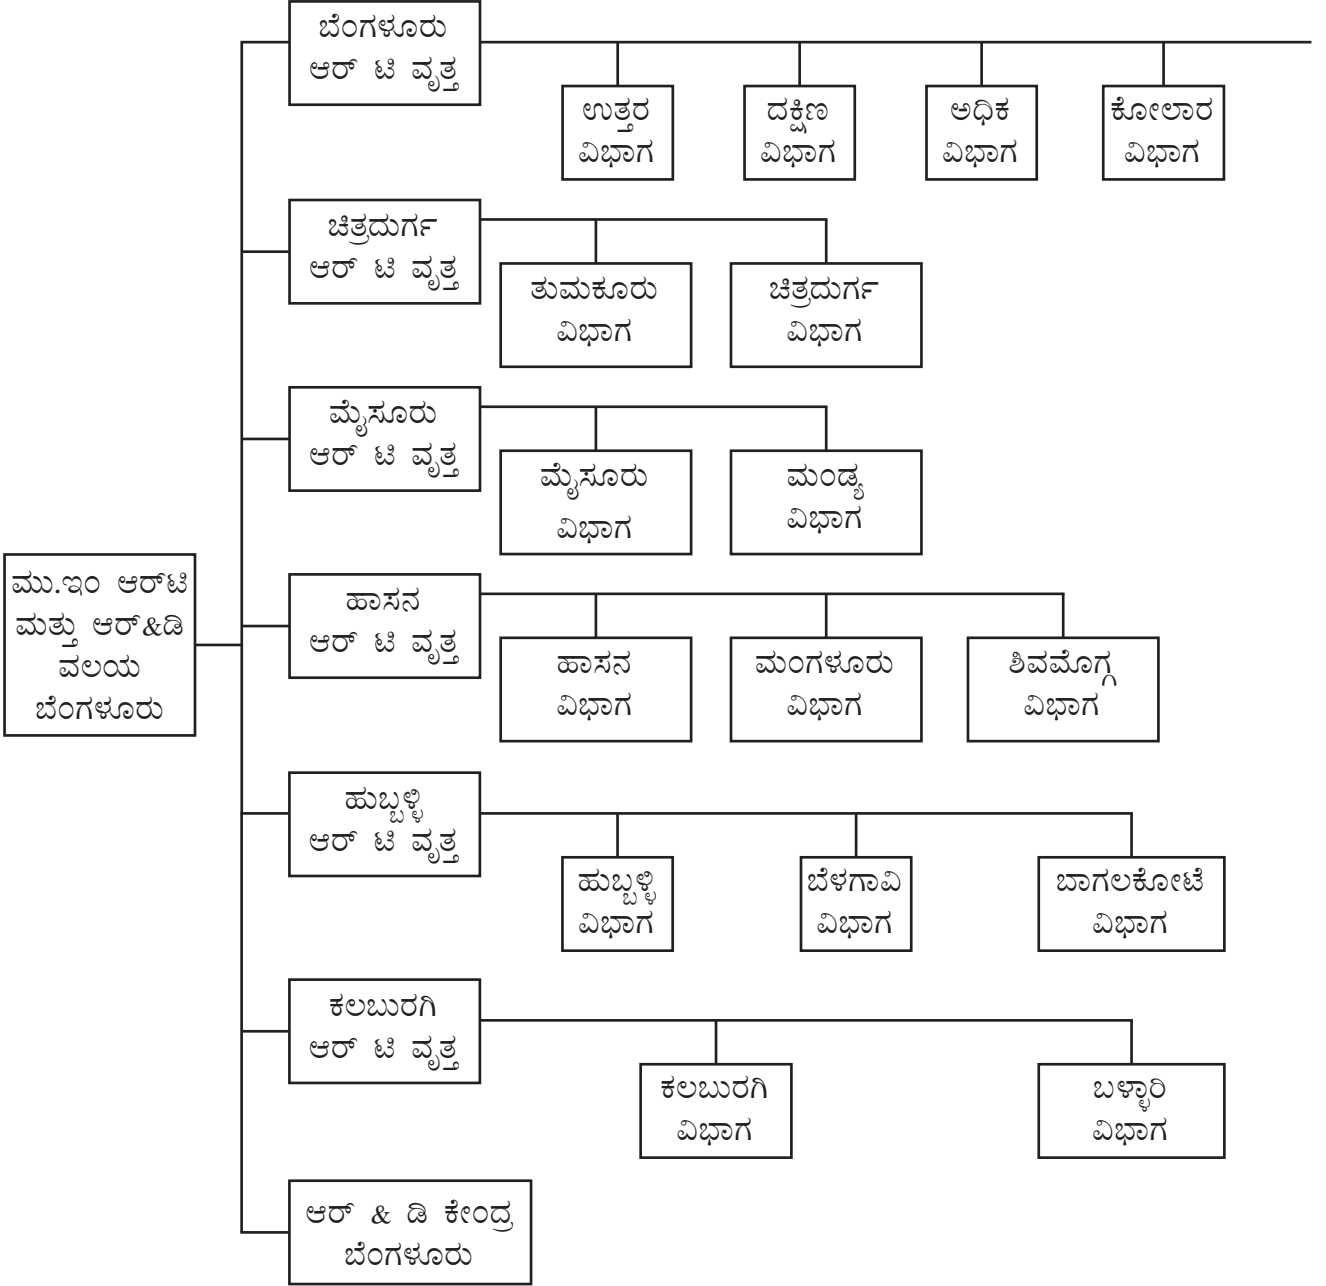 ಬೆಂಗಳೂರು
ಆರ್ ಟಿ ವೃತ್ತ
ಉತ್ತರ
ವಿಭಾಗ
ದಕ್ಷಿಣ
ವಿಭಾಗ
ಅಧಿಕ
ವಿಭಾಗ
ಕೋಲಾರ
ವಿಭಾಗ
ಚಿತ್ರದುರ್ಗ
ಆರ್ ಟಿ ವೃತ್ತ
ತುಮಕೂರು
ವಿಭಾಗ
ಚಿತ್ರದುರ್ಗ
ವಿಭಾಗ
ಮೈಸೂರು
ಆರ್ ಟಿ ವೃತ್ತ
ಮೈಸೂರು
ವಿಭಾಗ
ಮಂಡ್ಯ
ವಿಭಾಗ
ಮು.ಇಂ ಆರ್‌ಟಿ
ಮತ್ತು ಆರ್&ಡಿ
ವಲಯ
ಬೆಂಗಳೂರು
ಹಾಸನ
ಆರ್ ಟಿ ವೃತ್ತ
ಹಾಸನ
ವಿಭಾಗ
ಮಂಗಳೂರು
ವಿಭಾಗ
ಶಿವಮೊಗ್ಗ
ವಿಭಾಗ
ಹುಬ್ಬಳ್ಳಿ
ಆರ್ ಟಿ ವೃತ್ತ
ಹುಬ್ಬಳ್ಳಿ
ವಿಭಾಗ
ಬೆಳಗಾವಿ
ವಿಭಾಗ
ಬಾಗಲಕೋಟೆ
ವಿಭಾಗ
ಕಲಬುರಗಿ
ಆರ್ ಟಿ ವೃತ್ತ
ಕಲಬುರಗಿ
ವಿಭಾಗ
ಬಳ್ಳಾರಿ
ವಿಭಾಗ
ಆರ್ & ಡಿ ಕೇಂದ್ರ
ಬೆಂಗಳೂರು